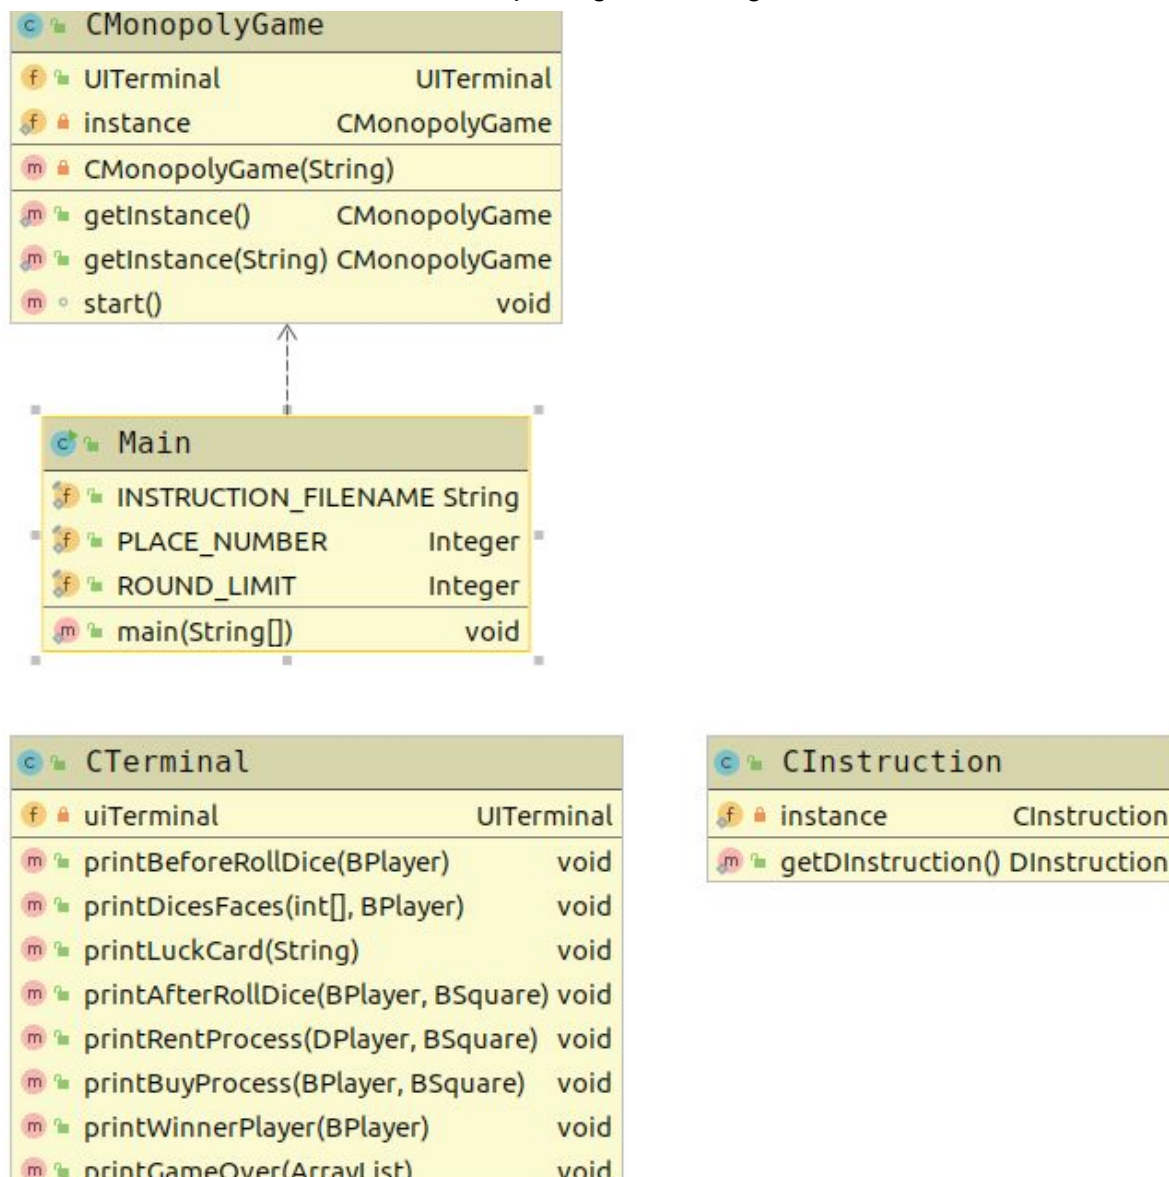 CMonopolyGame
UITerminal UITerminal
instance CMonopolyGame
CMonopolyGame(String)
getInstance() CMonopolyGame
getInstance(String) CMonopolyGame
start() void
Main
INSTRUCTION_FILENAME String
PLACE_NUMBER Integer
ROUND_LIMIT Integer
main(String[]) void
CTerminal
uiTerminal UITerminal
printBeforeRollDice(BPlayer) void
printDicesFaces(int[], BPlayer) void
printLuckCard(String) void
printAfterRollDice(BPlayer, BSquare) void
printRentProcess(DPlayer, BSquare) void
printBuyProcess(BPlayer, BSquare) void
printWinnerPlayer(BPlayer) void
printGameOver(ArrayList) void
CInstruction
instance CInstruction
getDInstruction() DInstruction